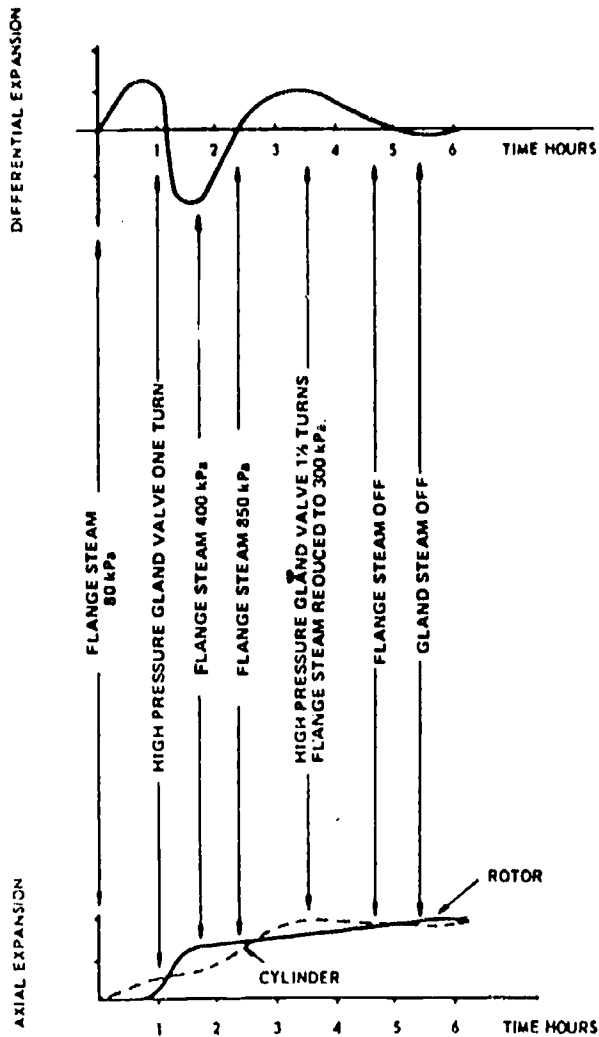 DIFFERENTIAL EXPANSION
1 2 3 4 5 6 TIME HOURS
FLANGE STEAM
80 kPa
HIGH PRESSURE GLAND VALVE ONE TURN
FLANGE STEAM 400 kPa
FLANGE STEAM 850 kPa
HIGH PRESSURE GLAND VALVE 1½ TURNS
FLANGE STEAM REDUCED TO 300 kPa.
FLANGE STEAM OFF
GLAND STEAM OFF
AXIAL EXPANSION
ROTOR
CYLINDER
1 2 3 4 5 6 TIME HOURS